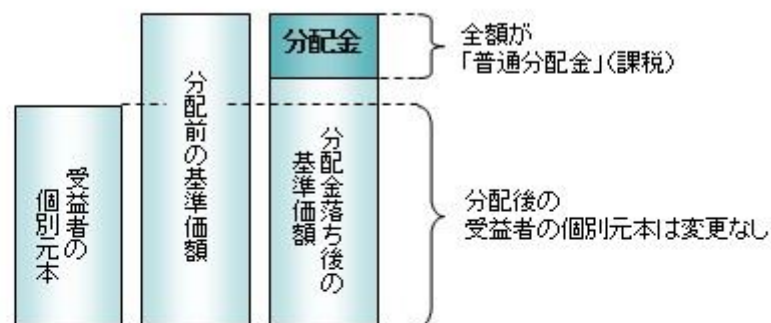 受益者の
個別元本
分配前の基準価額
分配金
分配金落ち後の
基準価額
全額が
「普通分配金」(課税)
分配後の
受益者の個別元本は変更なし